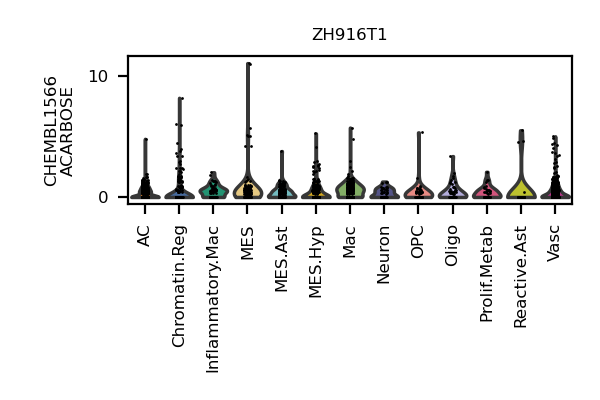 ZH916T1
CHEMBL1566
ACARBOSE
10
0
AC
Chromatin.Reg
Inflammatory.Mac
MES
MES.Ast
MES.Hyp
Mac
Neuron
OPC
Oligo
Prolif.Metab
Reactive.Ast
Vasc